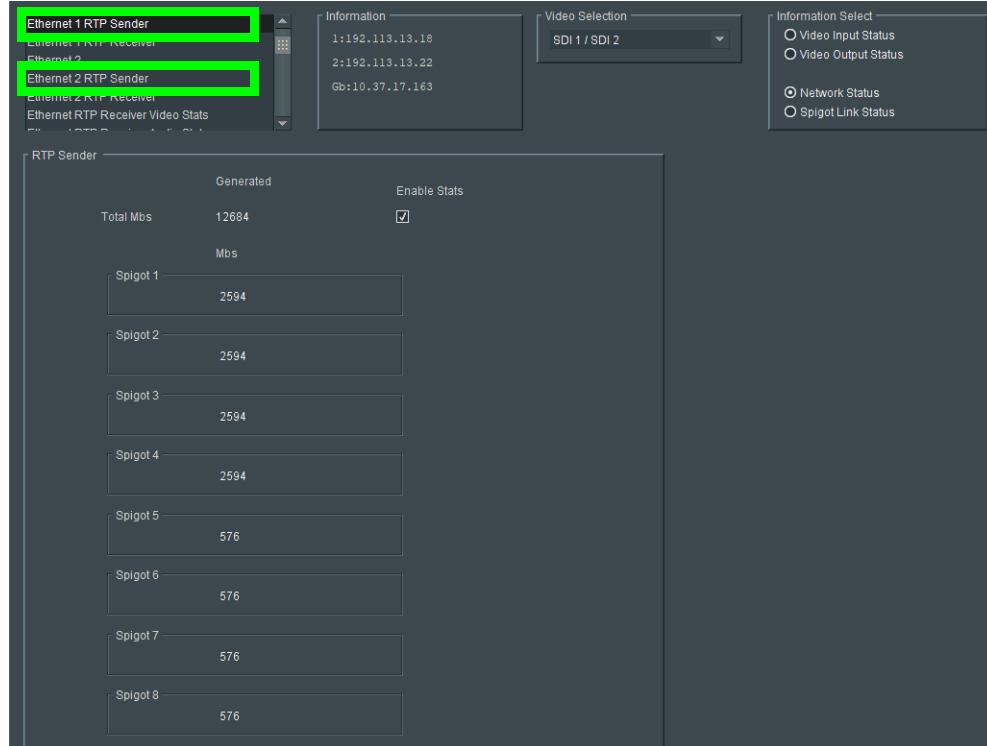 Ethernet 1 RTP Sender
Ethernet 1 RTP Receiver
Ethernet 2
Ethernet 2 RTP Sender
Ethernet 2 RTP Receiver
Ethernet RTP Receiver Video Stats
Information
1:192.113.13.18
2:192.113.13.22
Gb:10.37.17.163
Video Selection
SDI 1 / SDI 2
Information Select
Video Input Status
Video Output Status
Network Status
Spigot Link Status
RTP Sender
Generated
Enable Stats
Total Mbs 12684
Mbs
Spigot 1
2594
Spigot 2
2594
Spigot 3
2594
Spigot 4
2594
Spigot 5
576
Spigot 6
576
Spigot 7
576
Spigot 8
576